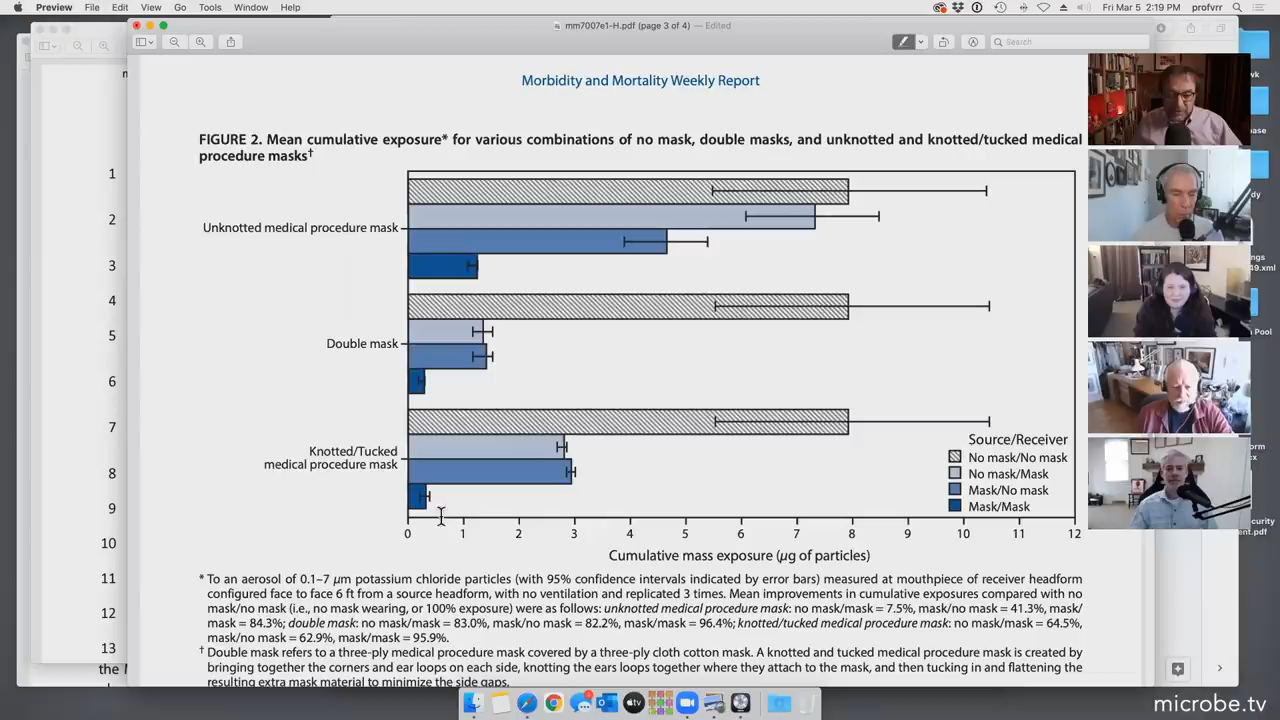 Preview File Edit View Go Tools Window Help
Fri Mar 5 2:19 PM profvrr
mm7007e1-H.pdf (page 3 of 4) — Edited
Search
Morbidity and Mortality Weekly Report
FIGURE 2. Mean cumulative exposure* for various combinations of no mask, double masks, and unknotted and knotted/tucked medical
procedure masks†
1
2
3
4
5
6
7
8
9
10
11
12
13
the M
Unknotted medical procedure mask
Double mask
Knotted/Tucked
medical procedure mask
Source/Receiver
No mask/No mask
No mask/Mask
Mask/No mask
Mask/Mask
0 1 2 3 4 5 6 7 8 9 10 11 12
Cumulative mass exposure (µg of particles)
* To an aerosol of 0.1–7 µm potassium chloride particles (with 95% confidence intervals indicated by error bars) measured at mouthpiece of receiver headform
configured face to face 6 ft from a source headform, with no ventilation and replicated 3 times. Mean improvements in cumulative exposures compared with no
mask/no mask (i.e., no mask wearing, or 100% exposure) were as follows: unknotted medical procedure mask: no mask/mask = 7.5%, mask/no mask = 41.3%, mask/
mask = 84.3%; double mask: no mask/mask = 83.0%, mask/no mask = 82.2%, mask/mask = 96.4%; knotted/tucked medical procedure mask: no mask/mask = 64.5%,
mask/no mask = 62.9%, mask/mask = 95.9%.
† Double mask refers to a three-ply medical procedure mask covered by a three-ply cloth cotton mask. A knotted and tucked medical procedure mask is created by
bringing together the corners and ear loops on each side, knotting the ears loops together where they attach to the mask, and then tucking in and flattening the
resulting extra mask material to minimize the side gaps.
microbe.tv